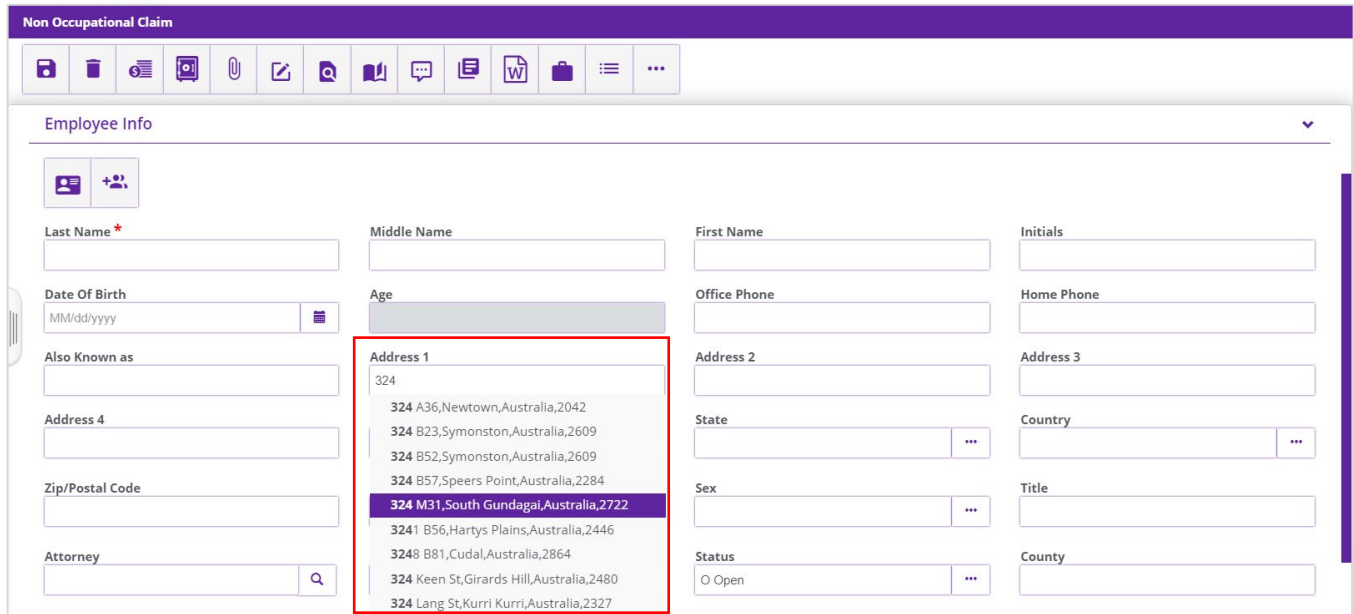 Non Occupational Claim
W
Employee Info
Last Name *
Middle Name
First Name
Initials
Date Of Birth
Age
Office Phone
Home Phone
MM/dd/yyyy
Also Known as
Address 1
Address 2
Address 3
324
324 A36,Newtown,Australia,2042
324 B23,Symonston,Australia,2609
324 B52,Symonston,Australia,2609
324 B57,Speers Point,Australia,2284
324 M31,South Gundagai,Australia,2722
3241 B56,Hartys Plains,Australia,2446
3248 B81,Cudal,Australia,2864
324 Keen St,Girards Hill,Australia,2480
324 Lang St,Kurri Kurri,Australia,2327
Address 4
State
Country
Zip/Postal Code
Sex
Title
Attorney
Status
County
O Open